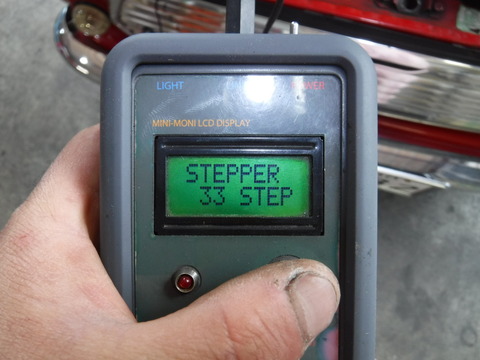 LIGHT POWER
MINI-MONI LCD DISPLAY
STEPPER
33 STEP